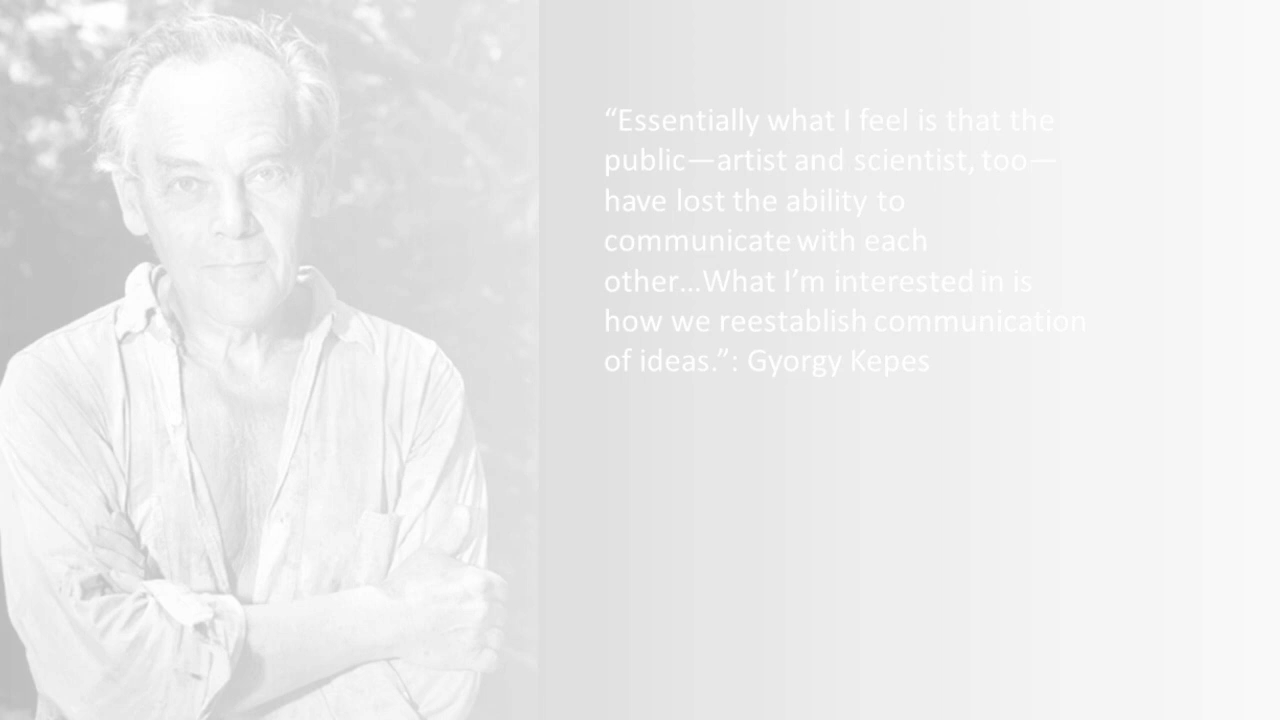 “Essentially what I feel is that the
public—artist and scientist, too—
have lost the ability to
communicate with each
other…What I’m interested in is
how we reestablish communication
of ideas.”: Gyorgy Kepes